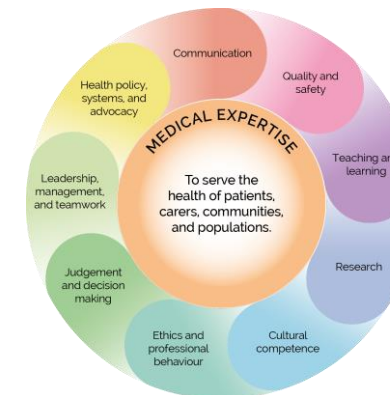 Communication
Quality and
safety
Teaching an
learning
Research
Cultural
competence
Ethics and
professional
behaviour
Judgement
and decision
making
Leadership,
management,
and teamwork
Health policy,
systems, and
advocacy
MEDICAL EXPERTISE
To serve the
health of patients,
carers, communities,
and populations.